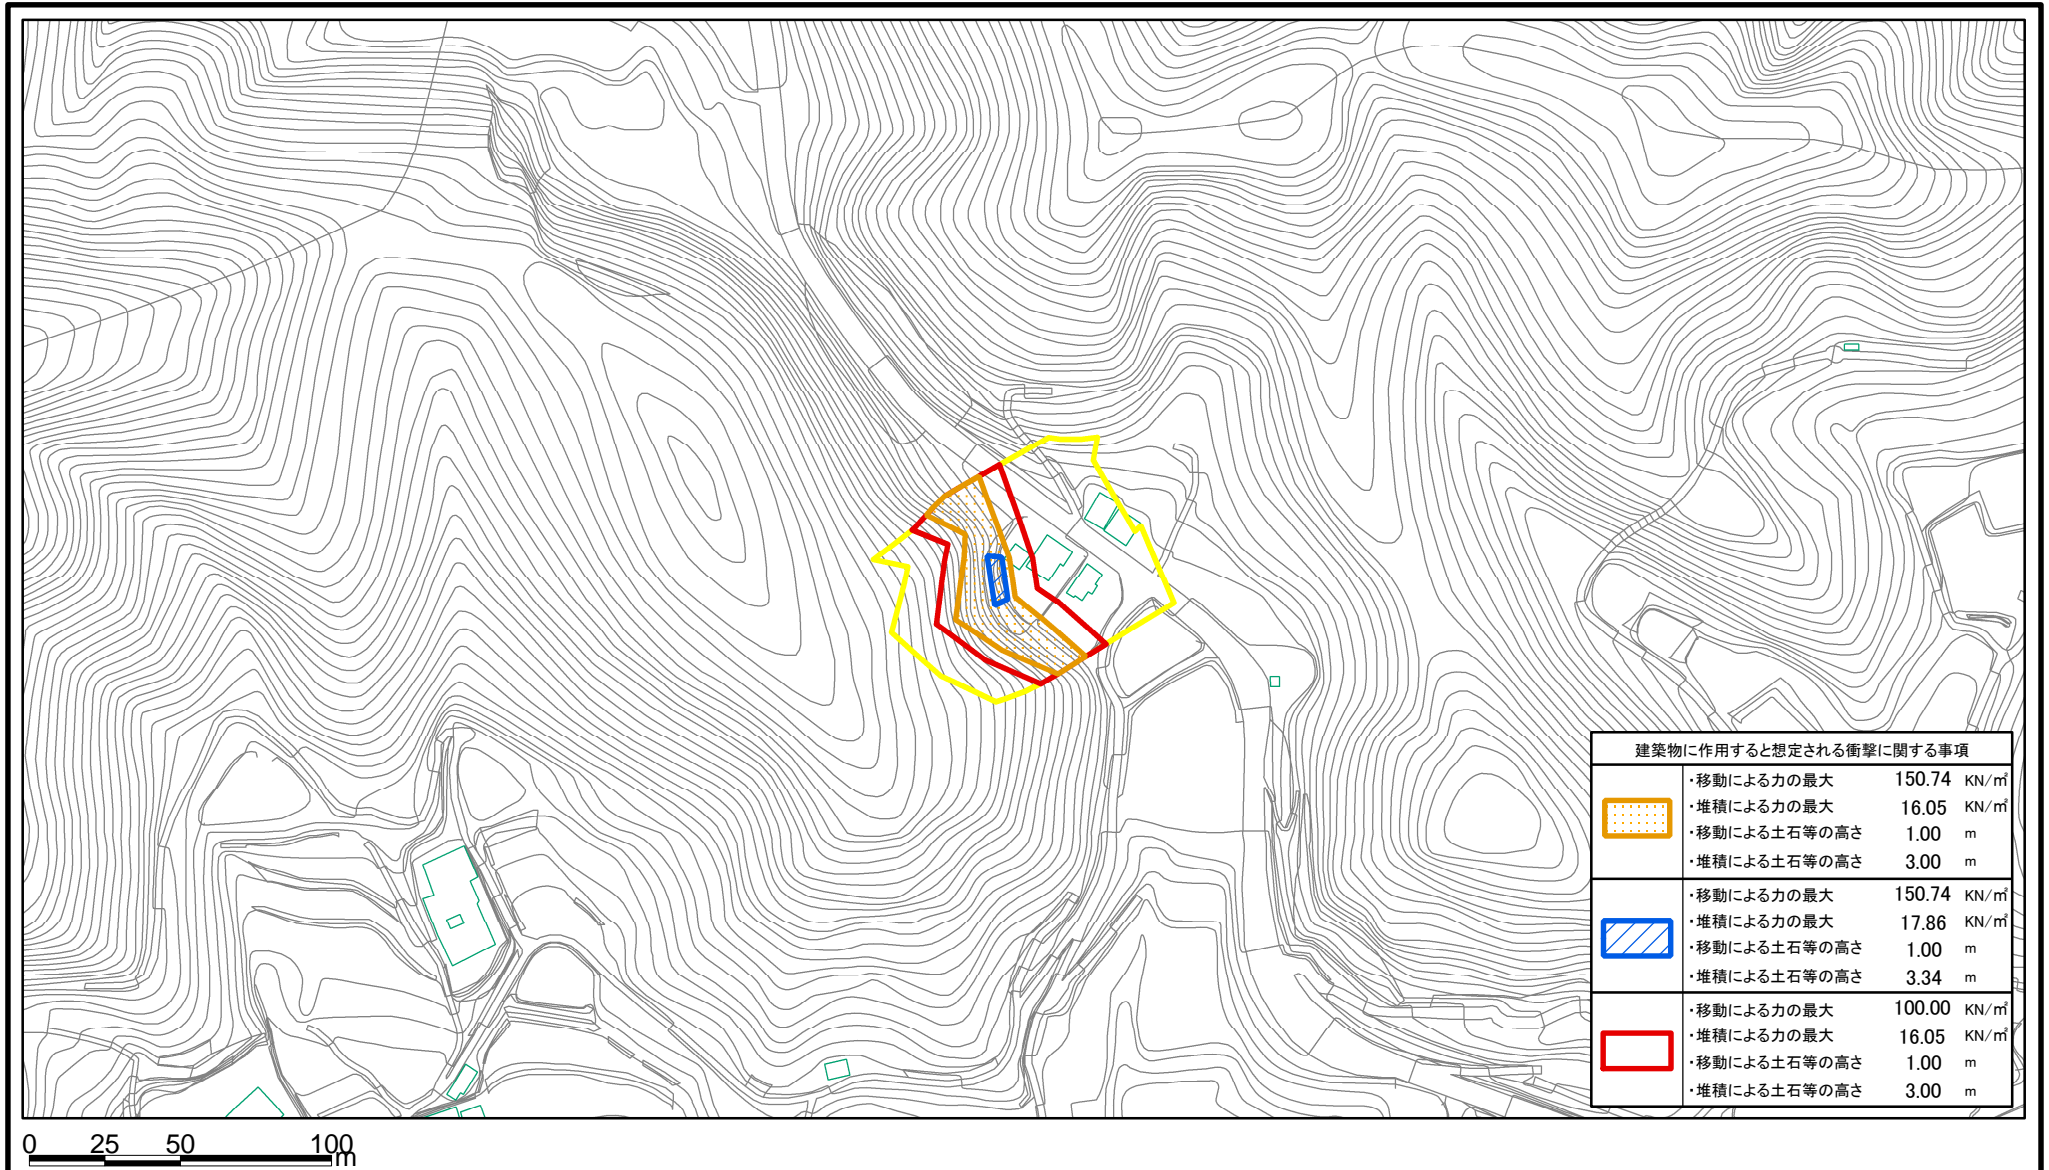 建築物に作用すると想定される衝撃に関する事項
・移動による力の最大 150.74 KN/㎡
・堆積による力の最大 16.05 KN/㎡
・移動による土石等の高さ 1.00 m
・堆積による土石等の高さ 3.00 m
・移動による力の最大 150.74 KN/㎡
・堆積による力の最大 17.86 KN/㎡
・移動による土石等の高さ 1.00 m
・堆積による土石等の高さ 3.34 m
・移動による力の最大 100.00 KN/㎡
・堆積による力の最大 16.05 KN/㎡
・移動による土石等の高さ 1.00 m
・堆積による土石等の高さ 3.00 m
0 25 50 100
m